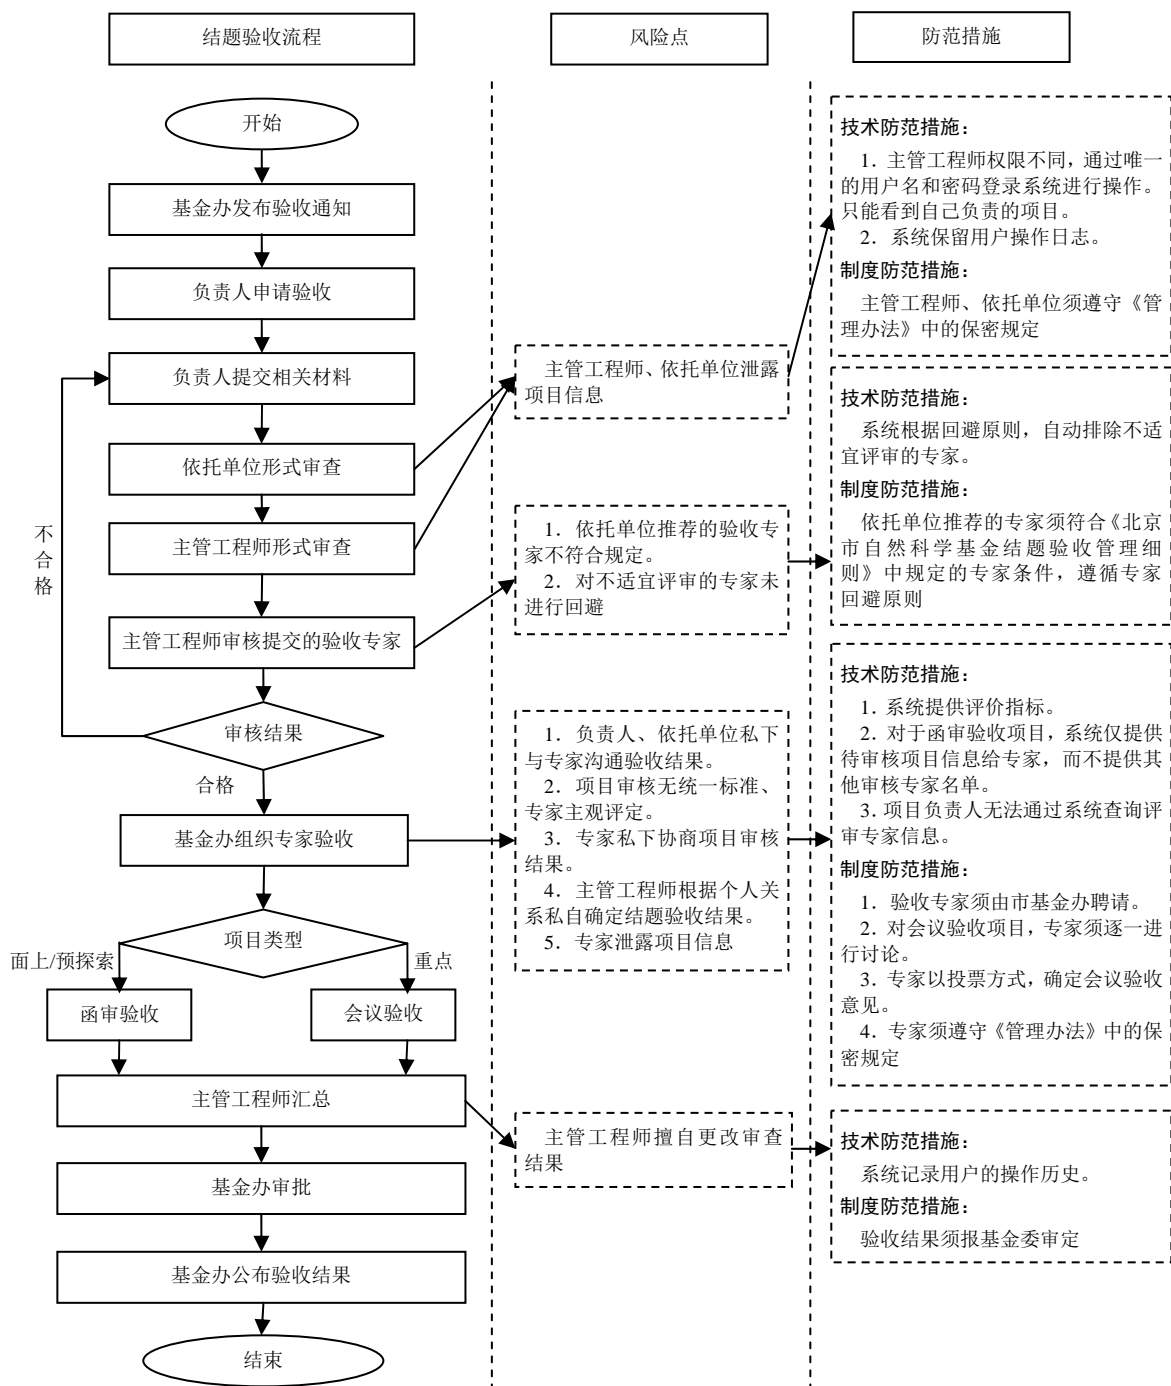 结题验收流程
风险点
防范措施
开始
基金办发布验收通知
负责人申请验收
负责人提交相关材料
依托单位形式审查
主管工程师形式审查
主管工程师审核提交的验收专家
审核结果
不
合
格
合格
基金办组织专家验收
项目类型
面上/预探索
重点
函审验收
会议验收
主管工程师汇总
基金办审批
基金办公布验收结果
结束
主管工程师、依托单位泄露
项目信息
1．依托单位推荐的验收专
家不符合规定。
2．对不适宜评审的专家未
进行回避
1．负责人、依托单位私下
与专家沟通验收结果。
2．项目审核无统一标准、
专家主观评定。
3．专家私下协商项目审核
结果。
4．主管工程师根据个人关
系私自确定结题验收结果。
5．专家泄露项目信息
主管工程师擅自更改审查
结果
技术防范措施：
1．主管工程师权限不同，通过唯一
的用户名和密码登录系统进行操作。
只能看到自己负责的项目。
2．系统保留用户操作日志。
制度防范措施：
主管工程师、依托单位须遵守《管
理办法》中的保密规定
技术防范措施：
系统根据回避原则，自动排除不适
宜评审的专家。
制度防范措施：
依托单位推荐的专家须符合《北京
市自然科学基金结题验收管理细
则》中规定的专家条件，遵循专家
回避原则
技术防范措施：
1．系统提供评价指标。
2．对于函审验收项目，系统仅提供
待审核项目信息给专家，而不提供其
他审核专家名单。
3．项目负责人无法通过系统查询评
审专家信息。
制度防范措施：
1．验收专家须由市基金办聘请。
2．对会议验收项目，专家须逐一进
行讨论。
3．专家以投票方式，确定会议验收
意见。
4．专家须遵守《管理办法》中的保
密规定
技术防范措施：
系统记录用户的操作历史。
制度防范措施：
验收结果须报基金委审定